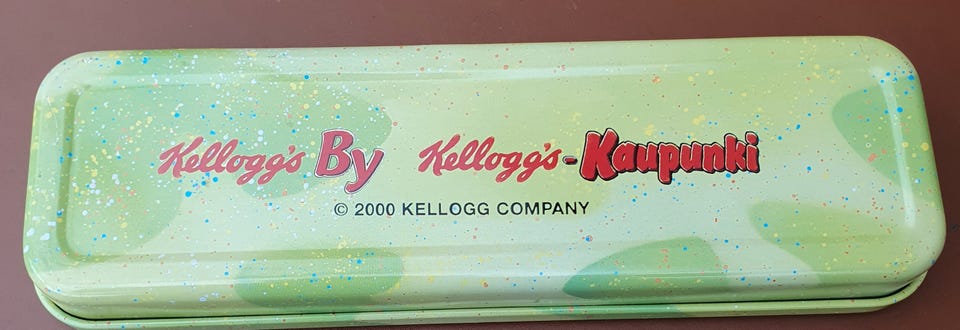 Kellogg's By Kellogg's-Kaupunki
© 2000 KELLOGG COMPANY